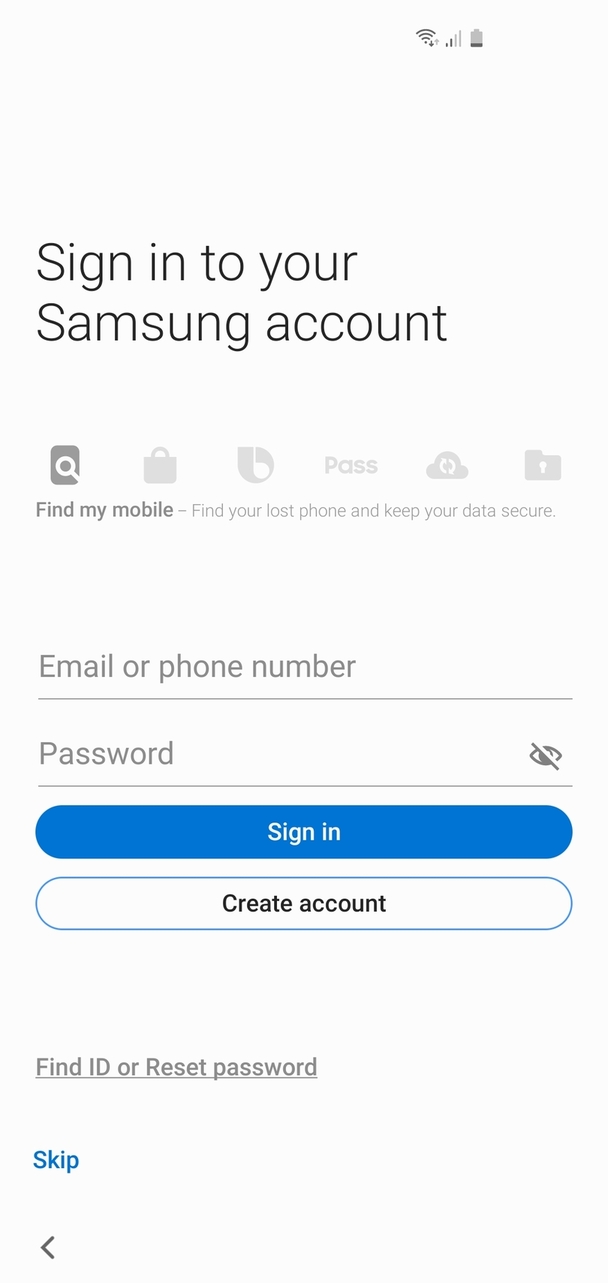 Sign in to your
Samsung account
Pass
Find my mobile – Find your lost phone and keep your data secure.
Email or phone number
Password
Sign in
Create account
Find ID or Reset password
Skip